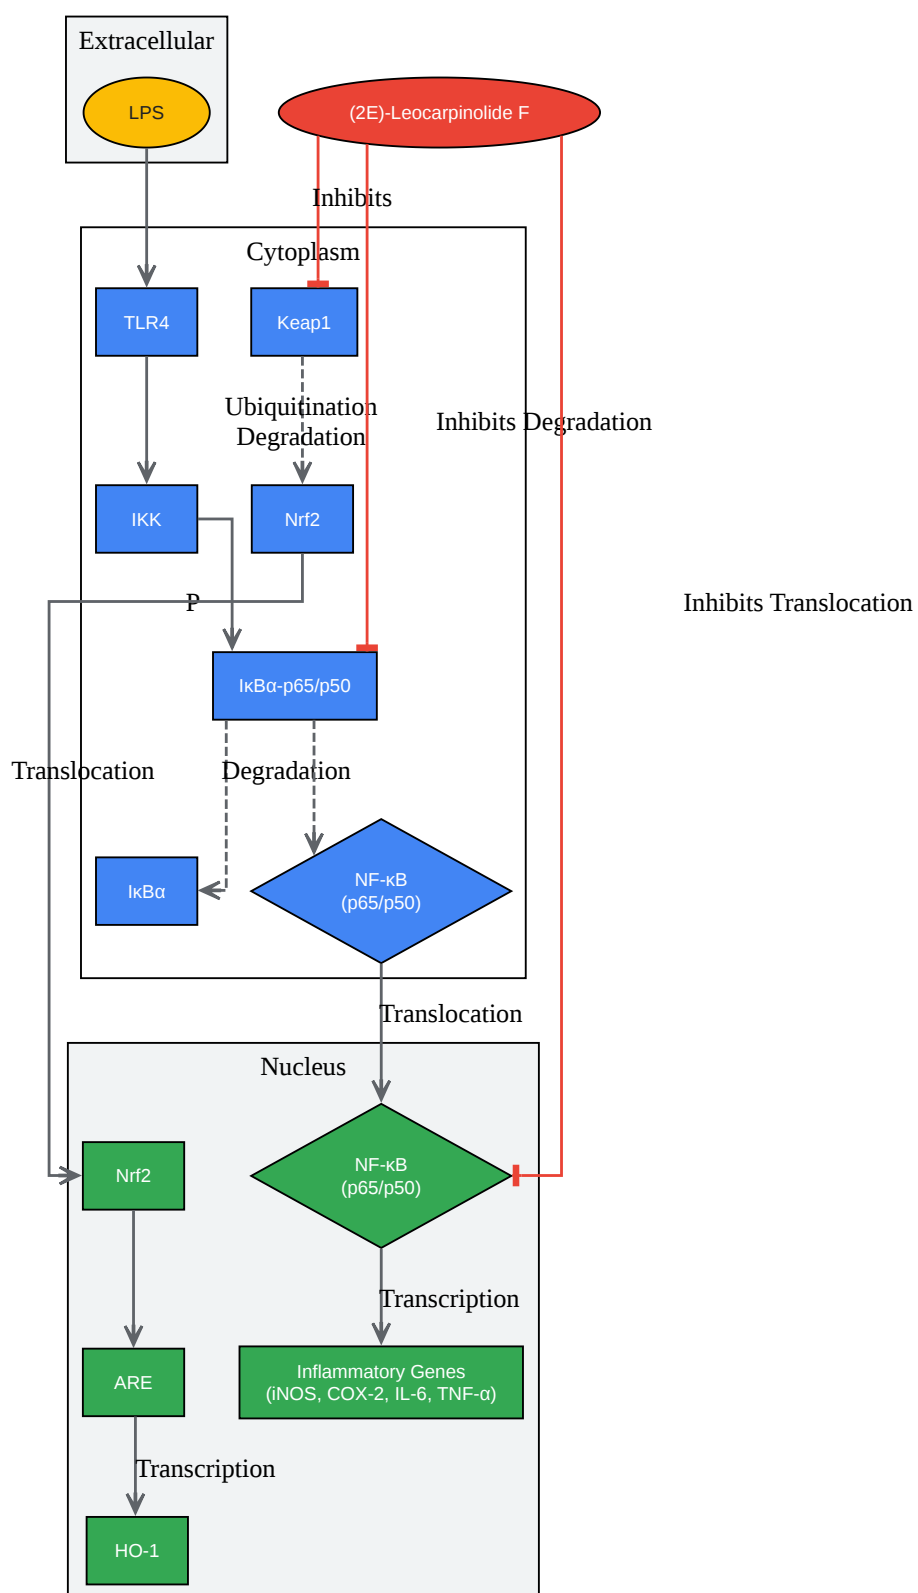 Extracellular
LPS
(2E)-Leocarpinolide F
Inhibits
Cytoplasm
TLR4
Keap1
Ubiquitination
Degradation
Inhibits Degradation
IKK
Nrf2
P
Inhibits Translocation
IκBα-p65/p50
Translocation
Degradation
IκBα
NF-κB
(p65/p50)
Translocation
Nucleus
Nrf2
NF-κB
(p65/p50)
Transcription
ARE
Inflammatory Genes
(iNOS, COX-2, IL-6, TNF-α)
Transcription
HO-1